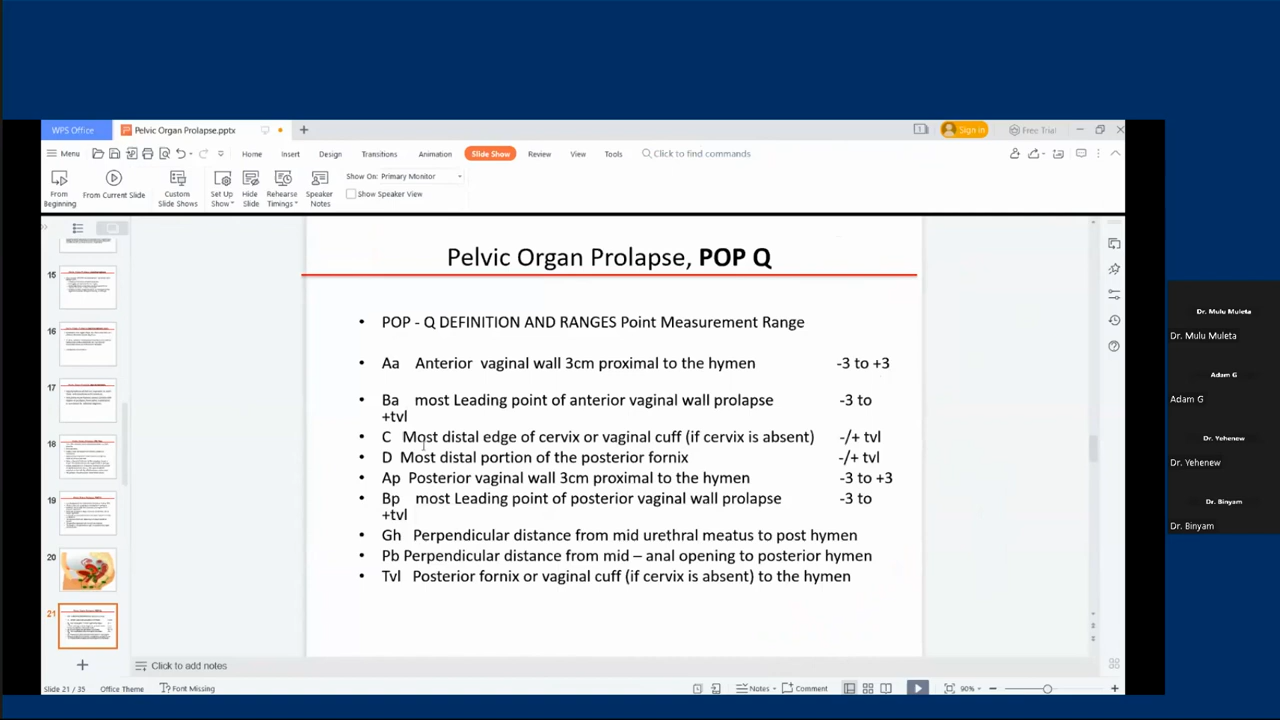 WPS Office
Pelvic Organ Prolapse.pptx
Sign in
Free Trial
Menu
Home
Insert
Design
Transitions
Animation
Slide Show
Review
View
Tools
Click to find commands
From Beginning
From Current Slide
Custom Slide Shows
Set Up Show
Hide Slide
Rehearse Timings
Speaker Notes
Show On: Primary Monitor
Show Speaker View
15
16
17
18
19
20
21
Pelvic Organ Prolapse, POP Q
• POP - Q DEFINITION AND RANGES Point Measurement Range
• Aa Anterior vaginal wall 3cm proximal to the hymen -3 to +3
• Ba most Leading point of anterior vaginal wall prolapse -3 to
+tvl
• C Most distal edge of cervix or vaginal cuff (if cervix is absent) -/+ tvl
• D Most distal portion of the posterior fornix -/+ tvl
• Ap Posterior vaginal wall 3cm proximal to the hymen -3 to +3
• Bp most Leading point of posterior vaginal wall prolapse -3 to
+tvl
• Gh Perpendicular distance from mid urethral meatus to post hymen
• Pb Perpendicular distance from mid – anal opening to posterior hymen
• Tvl Posterior fornix or vaginal cuff (if cervix is absent) to the hymen
Click to add notes
Slide 21 / 35
Office Theme
Font Missing
Notes
Comment
90%
Dr. Mulu Muleta
Dr. Mulu Muleta
Adam G
Adam G
Dr. Yehenew
Dr. Yehenew
Dr. Binyam
Dr. Binyam